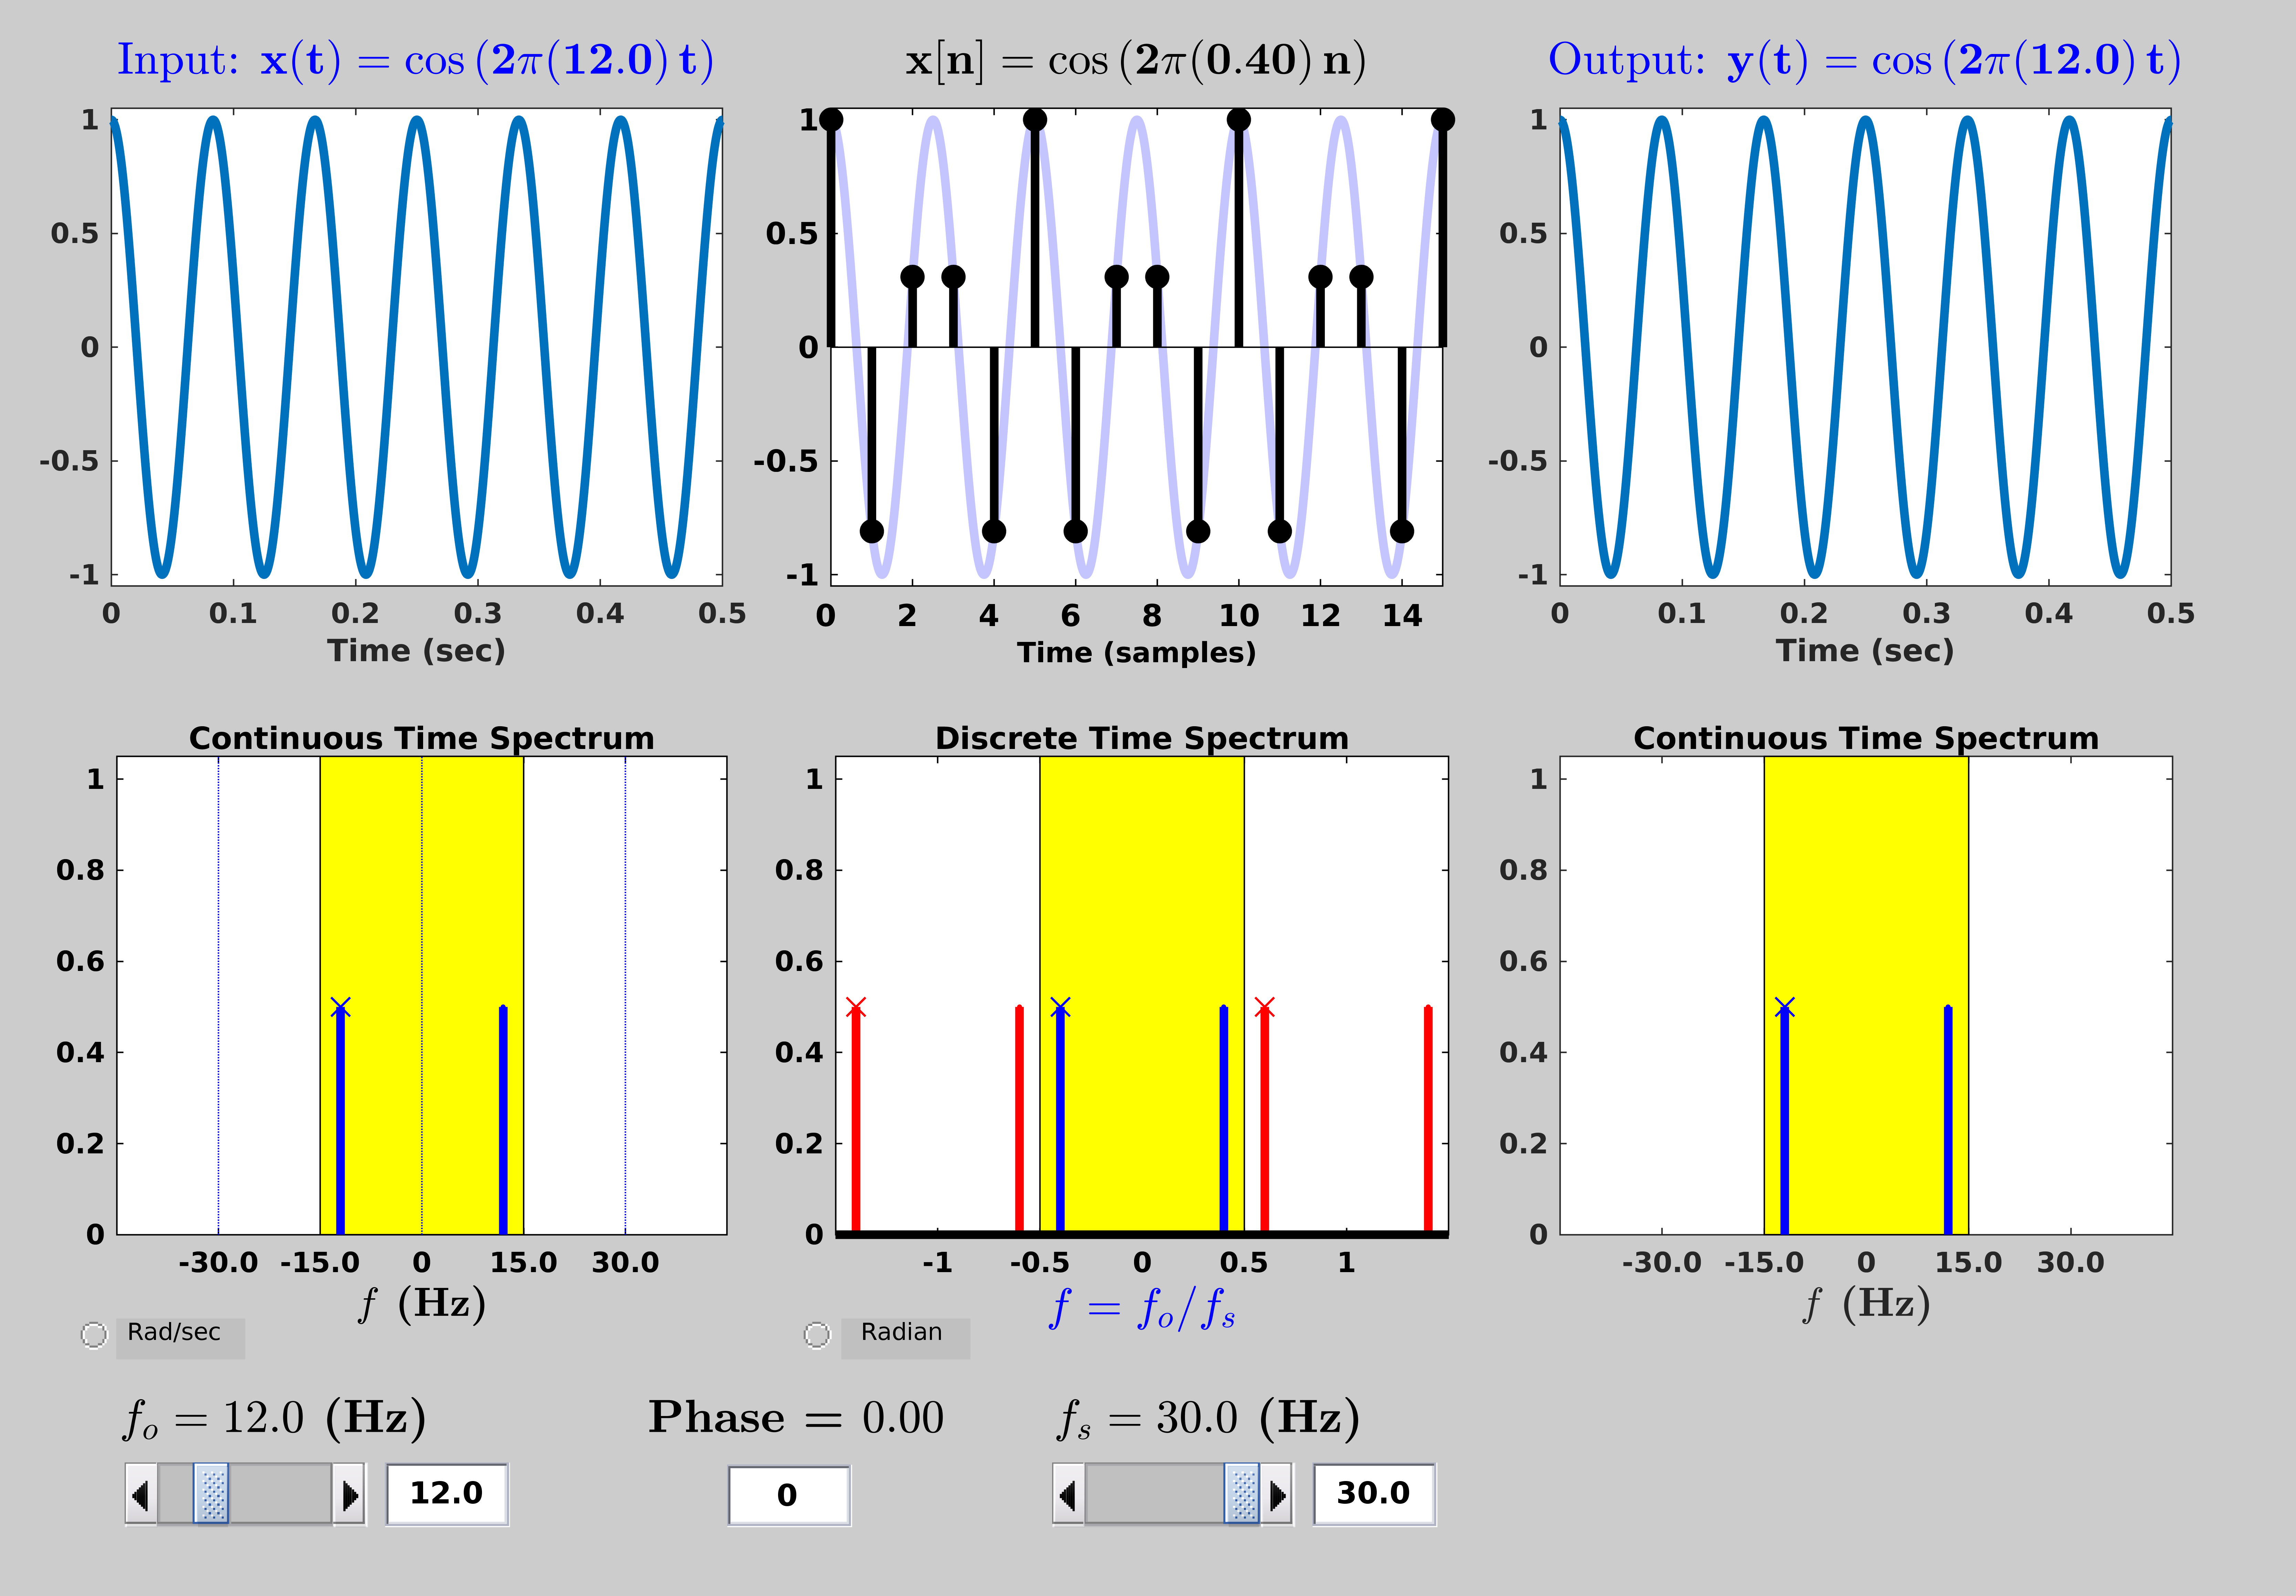 Input: x(t) = cos (2π(12.0) t)
x[n] = cos (2π(0.40) n)
Output: y(t) = cos (2π(12.0) t)
1
0.5
0
-0.5
-1
0 0.1 0.2 0.3 0.4 0.5
Time (sec)
1
0.5
0
-0.5
-1
0 2 4 6 8 10 12 14
Time (samples)
1
0.5
0
-0.5
-1
0 0.1 0.2 0.3 0.4 0.5
Time (sec)
Continuous Time Spectrum
1
0.8
0.6
0.4
0.2
0
-30.0 -15.0 0 15.0 30.0
f (Hz)
Rad/sec
Discrete Time Spectrum
1
0.8
0.6
0.4
0.2
0
-1 -0.5 0 0.5 1
f = fₒ/fₛ
Radian
Continuous Time Spectrum
1
0.8
0.6
0.4
0.2
0
-30.0 -15.0 0 15.0 30.0
f (Hz)
fₒ = 12.0 (Hz)
12.0
Phase = 0.00
0
fₛ = 30.0 (Hz)
30.0